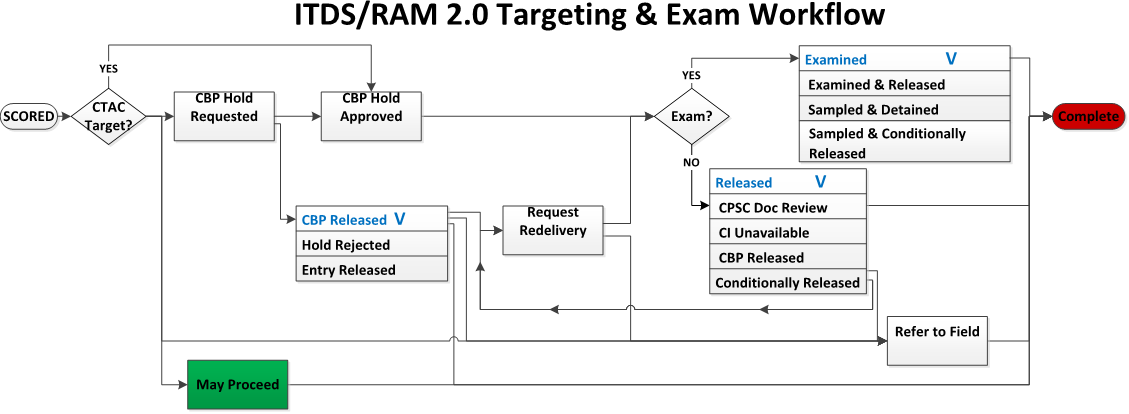 ITDS/RAM 2.0 Targeting & Exam Workflow
SCORED
YES
CTAC
Target?
CBP Hold
Requested
CBP Hold
Approved
Exam?
YES
NO
Examined V
Examined & Released
Sampled & Detained
Sampled & Conditionally
Released
Complete
CBP Released V
Hold Rejected
Entry Released
Request
Redelivery
Released V
CPSC Doc Review
CI Unavailable
CBP Released
Conditionally Released
Refer to Field
May Proceed